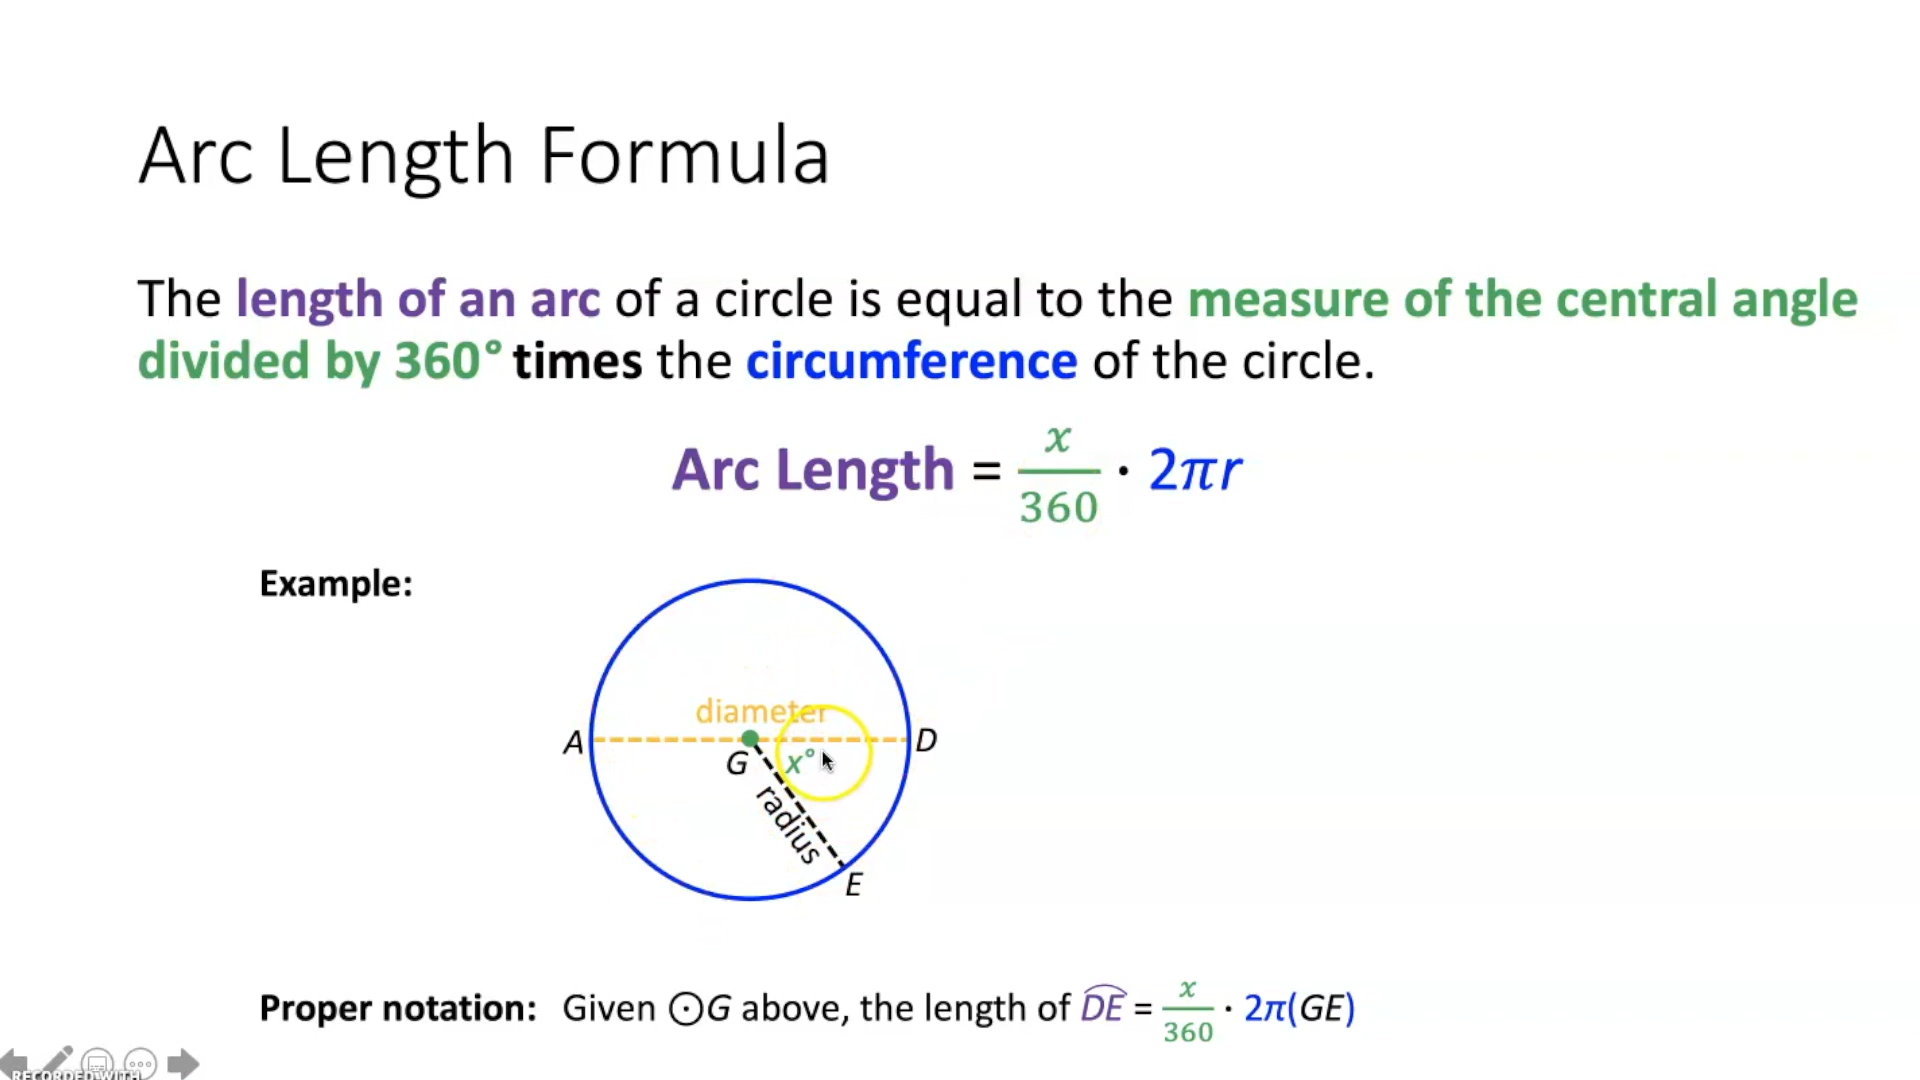 Arc Length Formula
The length of an arc of a circle is equal to the measure of the central angle
divided by 360° times the circumference of the circle.
Arc Length = x/360 · 2πr
Example:
diameter
A
D
G
x°
radius
E
Proper notation: Given ⊙G above, the length of D͡E = x/360 · 2π(GE)
RECORDED WITH